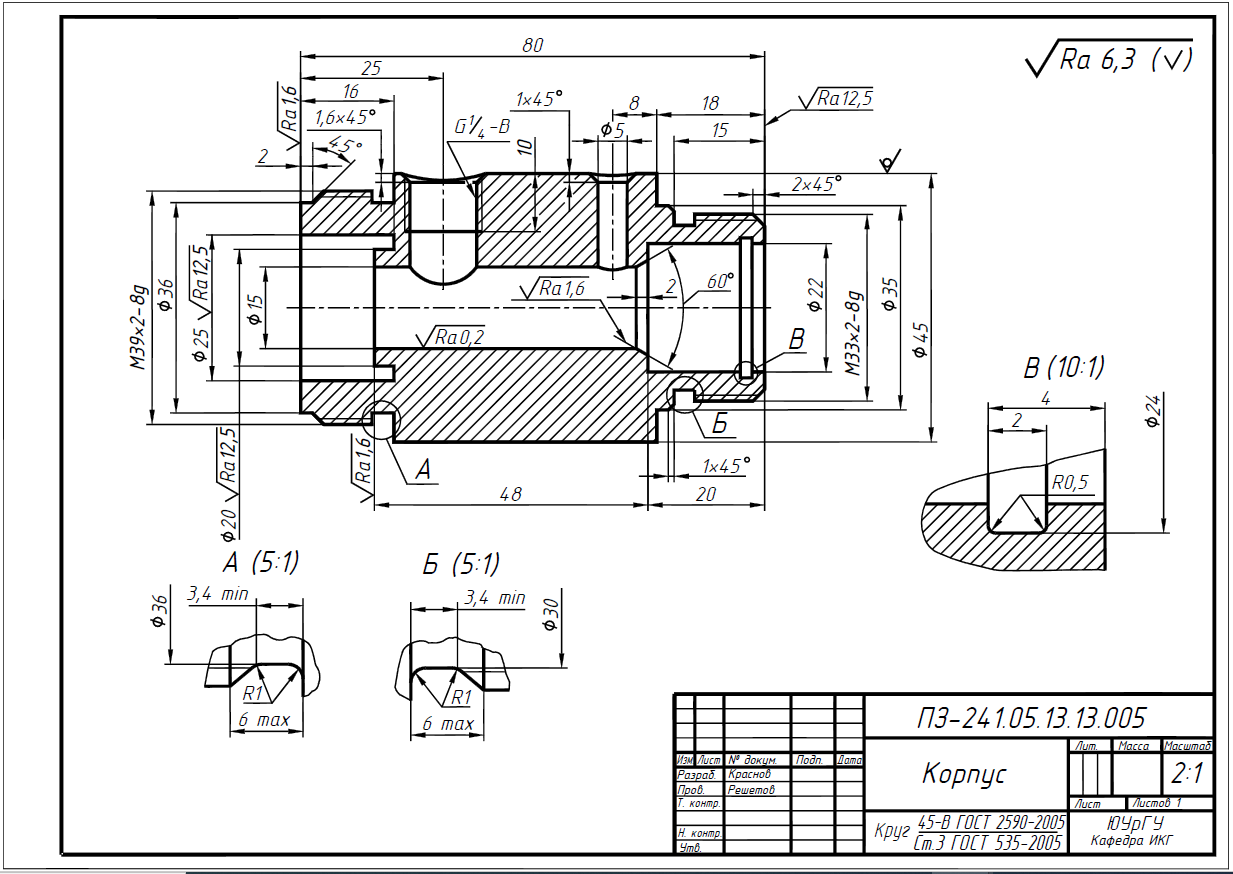 80
Ra 6,3 (√)
25
16
1×45°
8
18
Ra12,5
Ra1,6
1,6×45°
G1/4-В
ϕ5
15
45°
10
2
2×45°
M39×2-8g
ϕ36
ϕ25
Ra12,5
ϕ15
Ra1,6
2
60°
ϕ22
M33×2-8g
ϕ35
ϕ45
Ra0,2
В
Б
А
Ra12,5
ϕ20
Ra1,6
1×45°
48
20
В (10:1)
4
2
ϕ24
R0,5
А (5:1)
3,4 min
ϕ36
R1
6 max
Б (5:1)
3,4 min
ϕ30
R1
6 max
ПЗ-241.05.13.13.005
Изм Лист № докум. Подп. Дата
Разраб. Краснов
Пров. Решетов
Т. контр.
Н. контр.
Утв.
Корпус
Лит. Масса Масштаб
2:1
Лист Листов 1
Круг 45-В ГОСТ 2590-2005
Ст.3 ГОСТ 535-2005
ЮУрГУ
Кафедра ИКГ